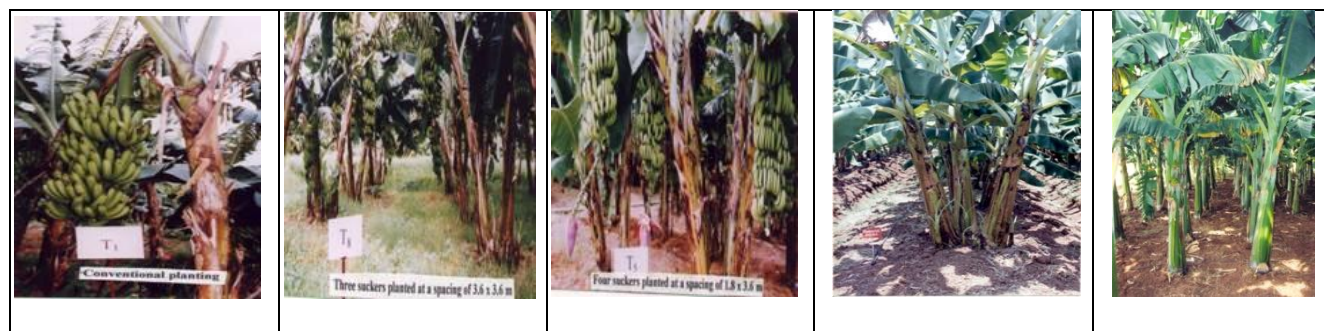 T₁
Conventional planting
T₈
Three suckers planted at a spacing of 3.6 x 3.6 m
T₅
Four suckers planted at a spacing of 1.8 x 3.6 m